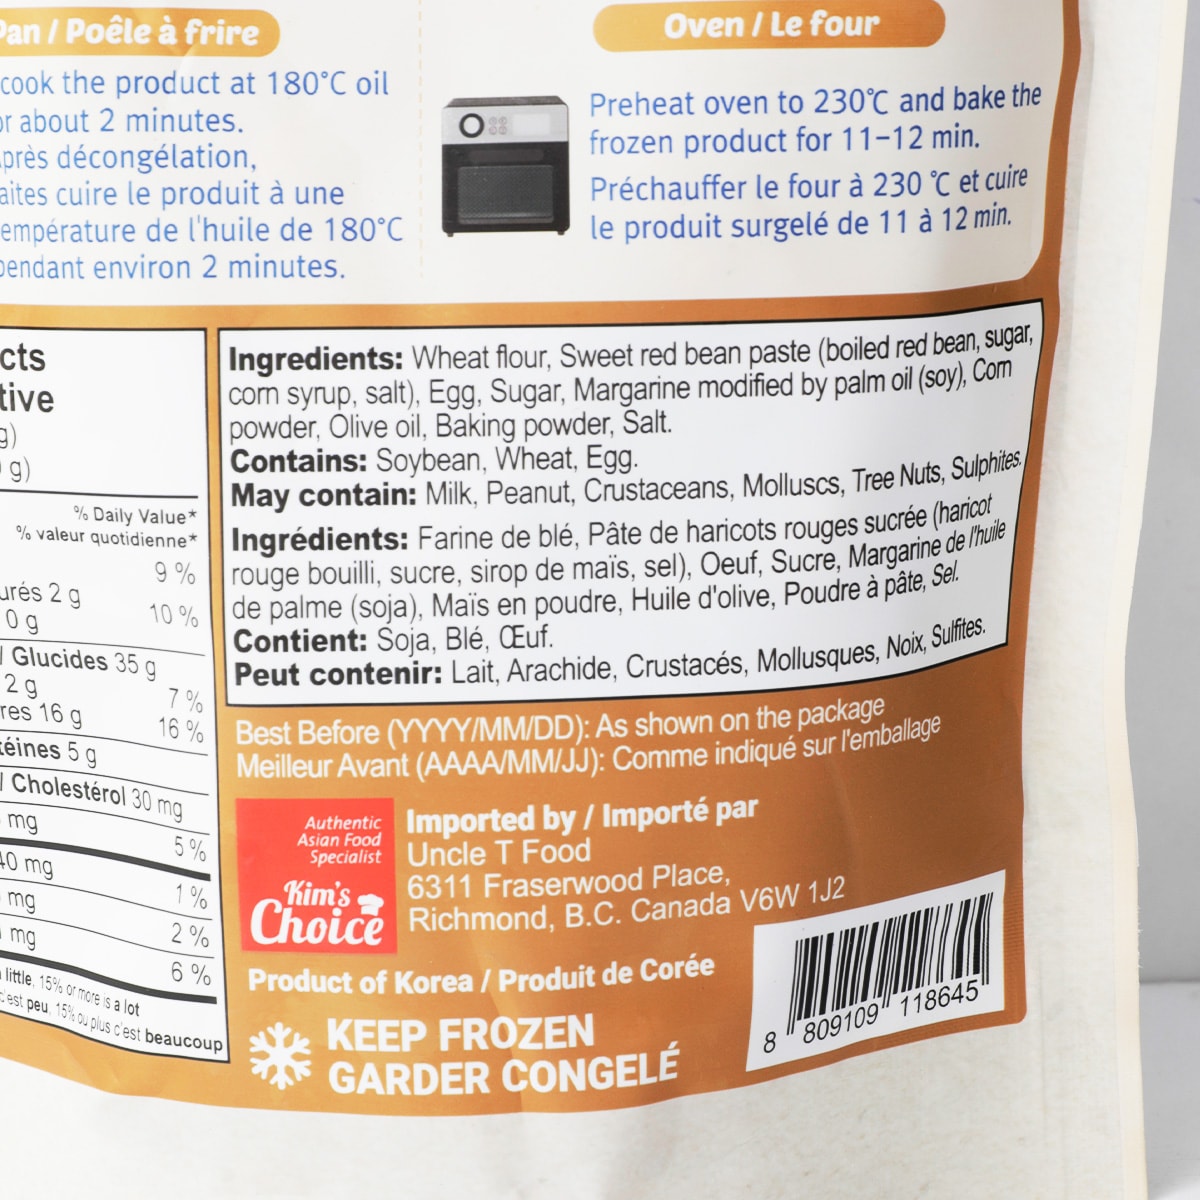 Pan / Poêle à frire
cook the product at 180°C oil
or about 2 minutes.
près décongélation,
aites cuire le produit à une
empérature de l'huile de 180°C
pendant environ 2 minutes.
Oven / Le four
Preheat oven to 230°C and bake the
frozen product for 11-12 min.
Préchauffer le four à 230 °C et cuire
le produit surgelé de 11 à 12 min.
cts
tive
g)
g)
% Daily Value*
% valeur quotidienne*
9 %
urés 2 g
0 g
10 %
/ Glucides 35 g
2 g
7 %
res 16 g
16 %
téines 5 g
/ Cholestérol 30 mg
mg
5 %
40 mg
1 %
mg
2 %
mg
6 %
little, 15% or more is a lot
c'est peu, 15% ou plus c'est beaucoup
Ingredients: Wheat flour, Sweet red bean paste (boiled red bean, sugar,
corn syrup, salt), Egg, Sugar, Margarine modified by palm oil (soy), Corn
powder, Olive oil, Baking powder, Salt.
Contains: Soybean, Wheat, Egg.
May contain: Milk, Peanut, Crustaceans, Molluscs, Tree Nuts, Sulphites.
Ingrédients: Farine de blé, Pâte de haricots rouges sucrée (haricot
rouge bouilli, sucre, sirop de maïs, sel), Oeuf, Sucre, Margarine de l'huile
de palme (soja), Maïs en poudre, Huile d'olive, Poudre à pâte, Sel.
Contient: Soja, Blé, Œuf.
Peut contenir: Lait, Arachide, Crustacés, Mollusques, Noix, Sulfites.
Best Before (YYYY/MM/DD): As shown on the package
Meilleur Avant (AAAA/MM/JJ): Comme indiqué sur l'emballage
Authentic
Asian Food
Specialist
Kim's
Choice
Imported by / Importé par
Uncle T Food
6311 Fraserwood Place,
Richmond, B.C. Canada V6W 1J2
Product of Korea / Produit de Corée
KEEP FROZEN
GARDER CONGELÉ
8 809109 118645